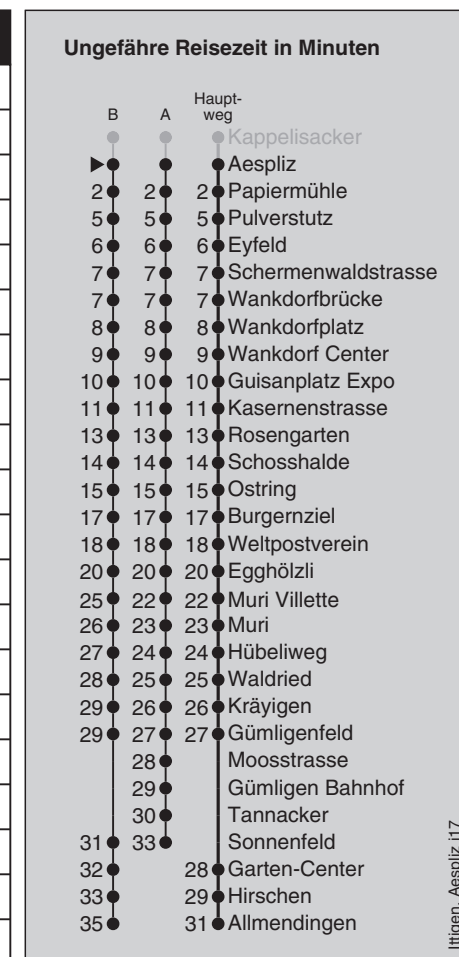 Ungefähre Reisezeit in Minuten
B A Haupt-
weg
Kappelisacker
Aespliz
2 2 2 Papiermühle
5 5 5 Pulverstutz
6 6 6 Eyfeld
7 7 7 Schermenwaldstrasse
7 7 7 Wankdorfbrücke
8 8 8 Wankdorfplatz
9 9 9 Wankdorf Center
10 10 10 Guisanplatz Expo
11 11 11 Kasernenstrasse
13 13 13 Rosengarten
14 14 14 Schosshalde
15 15 15 Ostring
17 17 17 Burgernziel
18 18 18 Weltpostverein
20 20 20 Egghölzli
25 22 22 Muri Villette
26 23 23 Muri
27 24 24 Hübeliweg
28 25 25 Waldried
29 26 26 Kräyigen
29 27 27 Gümligenfeld
28 Moosstrasse
29 Gümligen Bahnhof
30 Tannacker
31 33 Sonnenfeld
32 28 Garten-Center
33 29 Hirschen
35 31 Allmendingen
Ittigen, Aespliz j17